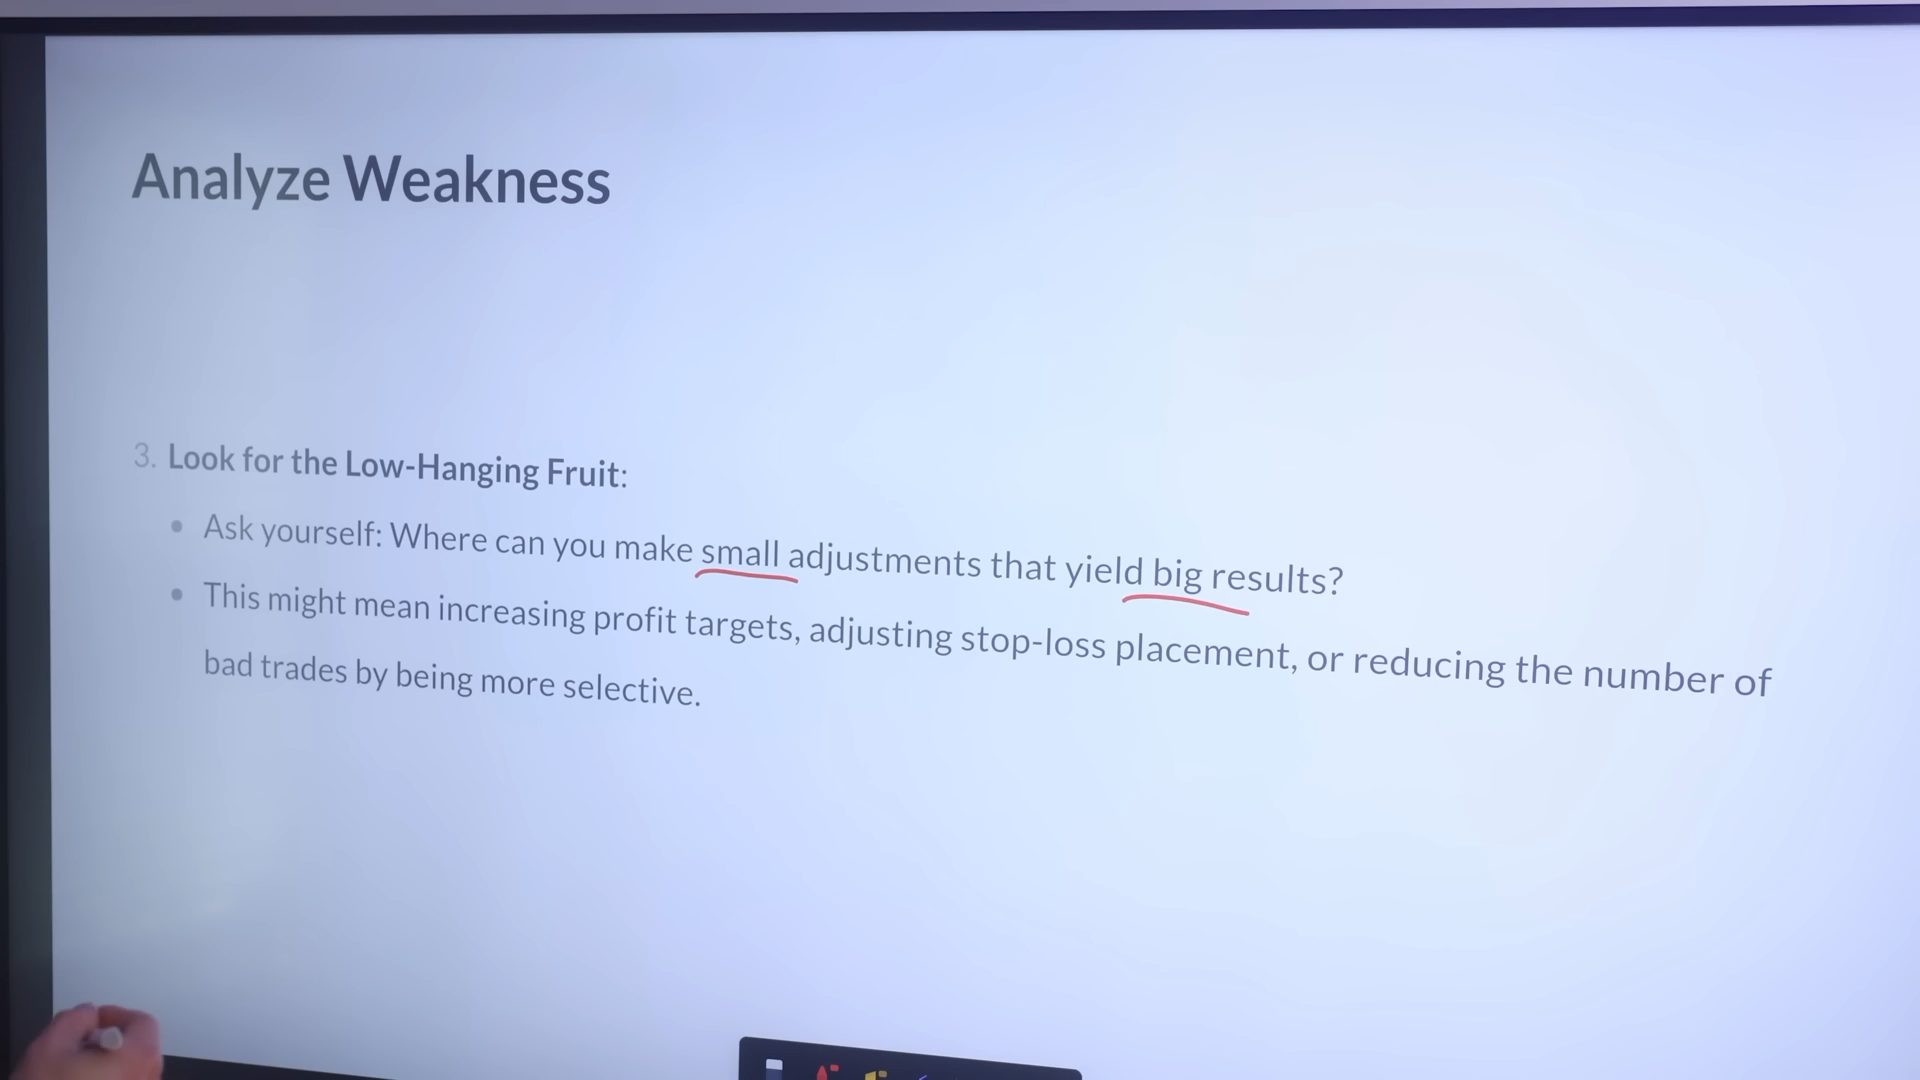 Analyze Weakness
3. Look for the Low-Hanging Fruit:
• Ask yourself: Where can you make small adjustments that yield big results?
• This might mean increasing profit targets, adjusting stop-loss placement, or reducing the number of
bad trades by being more selective.